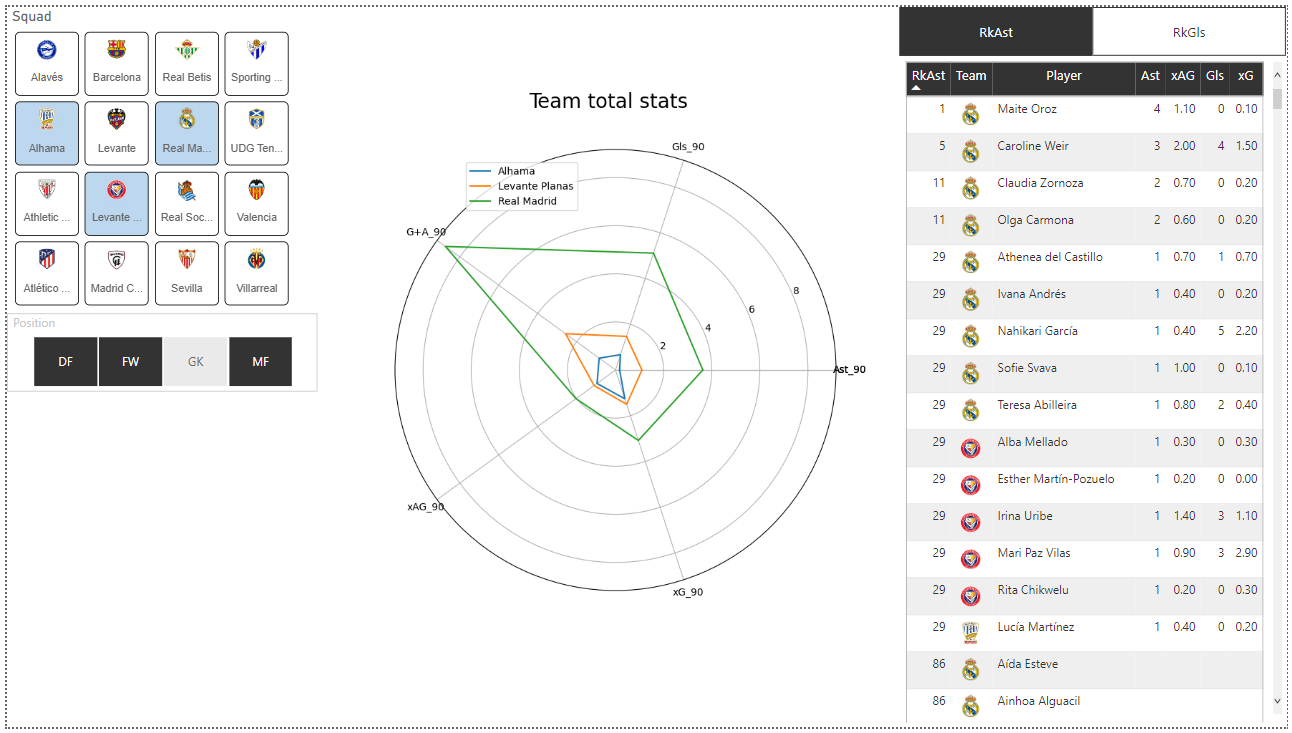 Squad
Alavés
Barcelona
Real Betis
Sporting ...
Alhama
Levante
Real Ma...
UDG Ten...
Athletic ...
Levante ...
Real Soc...
Valencia
Atlético ...
Madrid C...
Sevilla
Villarreal
Position
DF FW GK MF
Team total stats
Alhama
Levante Planas
Real Madrid
Gls_90
G+A_90
8
6
4
2
Ast_90
xAG_90
xG_90
RkAst RkGls
RkAst Team Player Ast xAG Gls xG
1 Maite Oroz 4 1.10 0 0.10
5 Caroline Weir 3 2.00 4 1.50
11 Claudia Zornoza 2 0.70 0 0.20
11 Olga Carmona 2 0.60 0 0.20
29 Athenea del Castillo 1 0.70 1 0.70
29 Ivana Andrés 1 0.40 0 0.20
29 Nahikari García 1 0.40 5 2.20
29 Sofie Svava 1 1.00 0 0.10
29 Teresa Abilleira 1 0.80 2 0.40
29 Alba Mellado 1 0.30 0 0.30
29 Esther Martín-Pozuelo 1 0.20 0 0.00
29 Irina Uribe 1 1.40 3 1.10
29 Mari Paz Vilas 1 0.90 3 2.90
29 Rita Chikwelu 1 0.20 0 0.30
29 Lucía Martínez 1 0.40 0 0.20
86 Aída Esteve
86 Ainhoa Alguacil